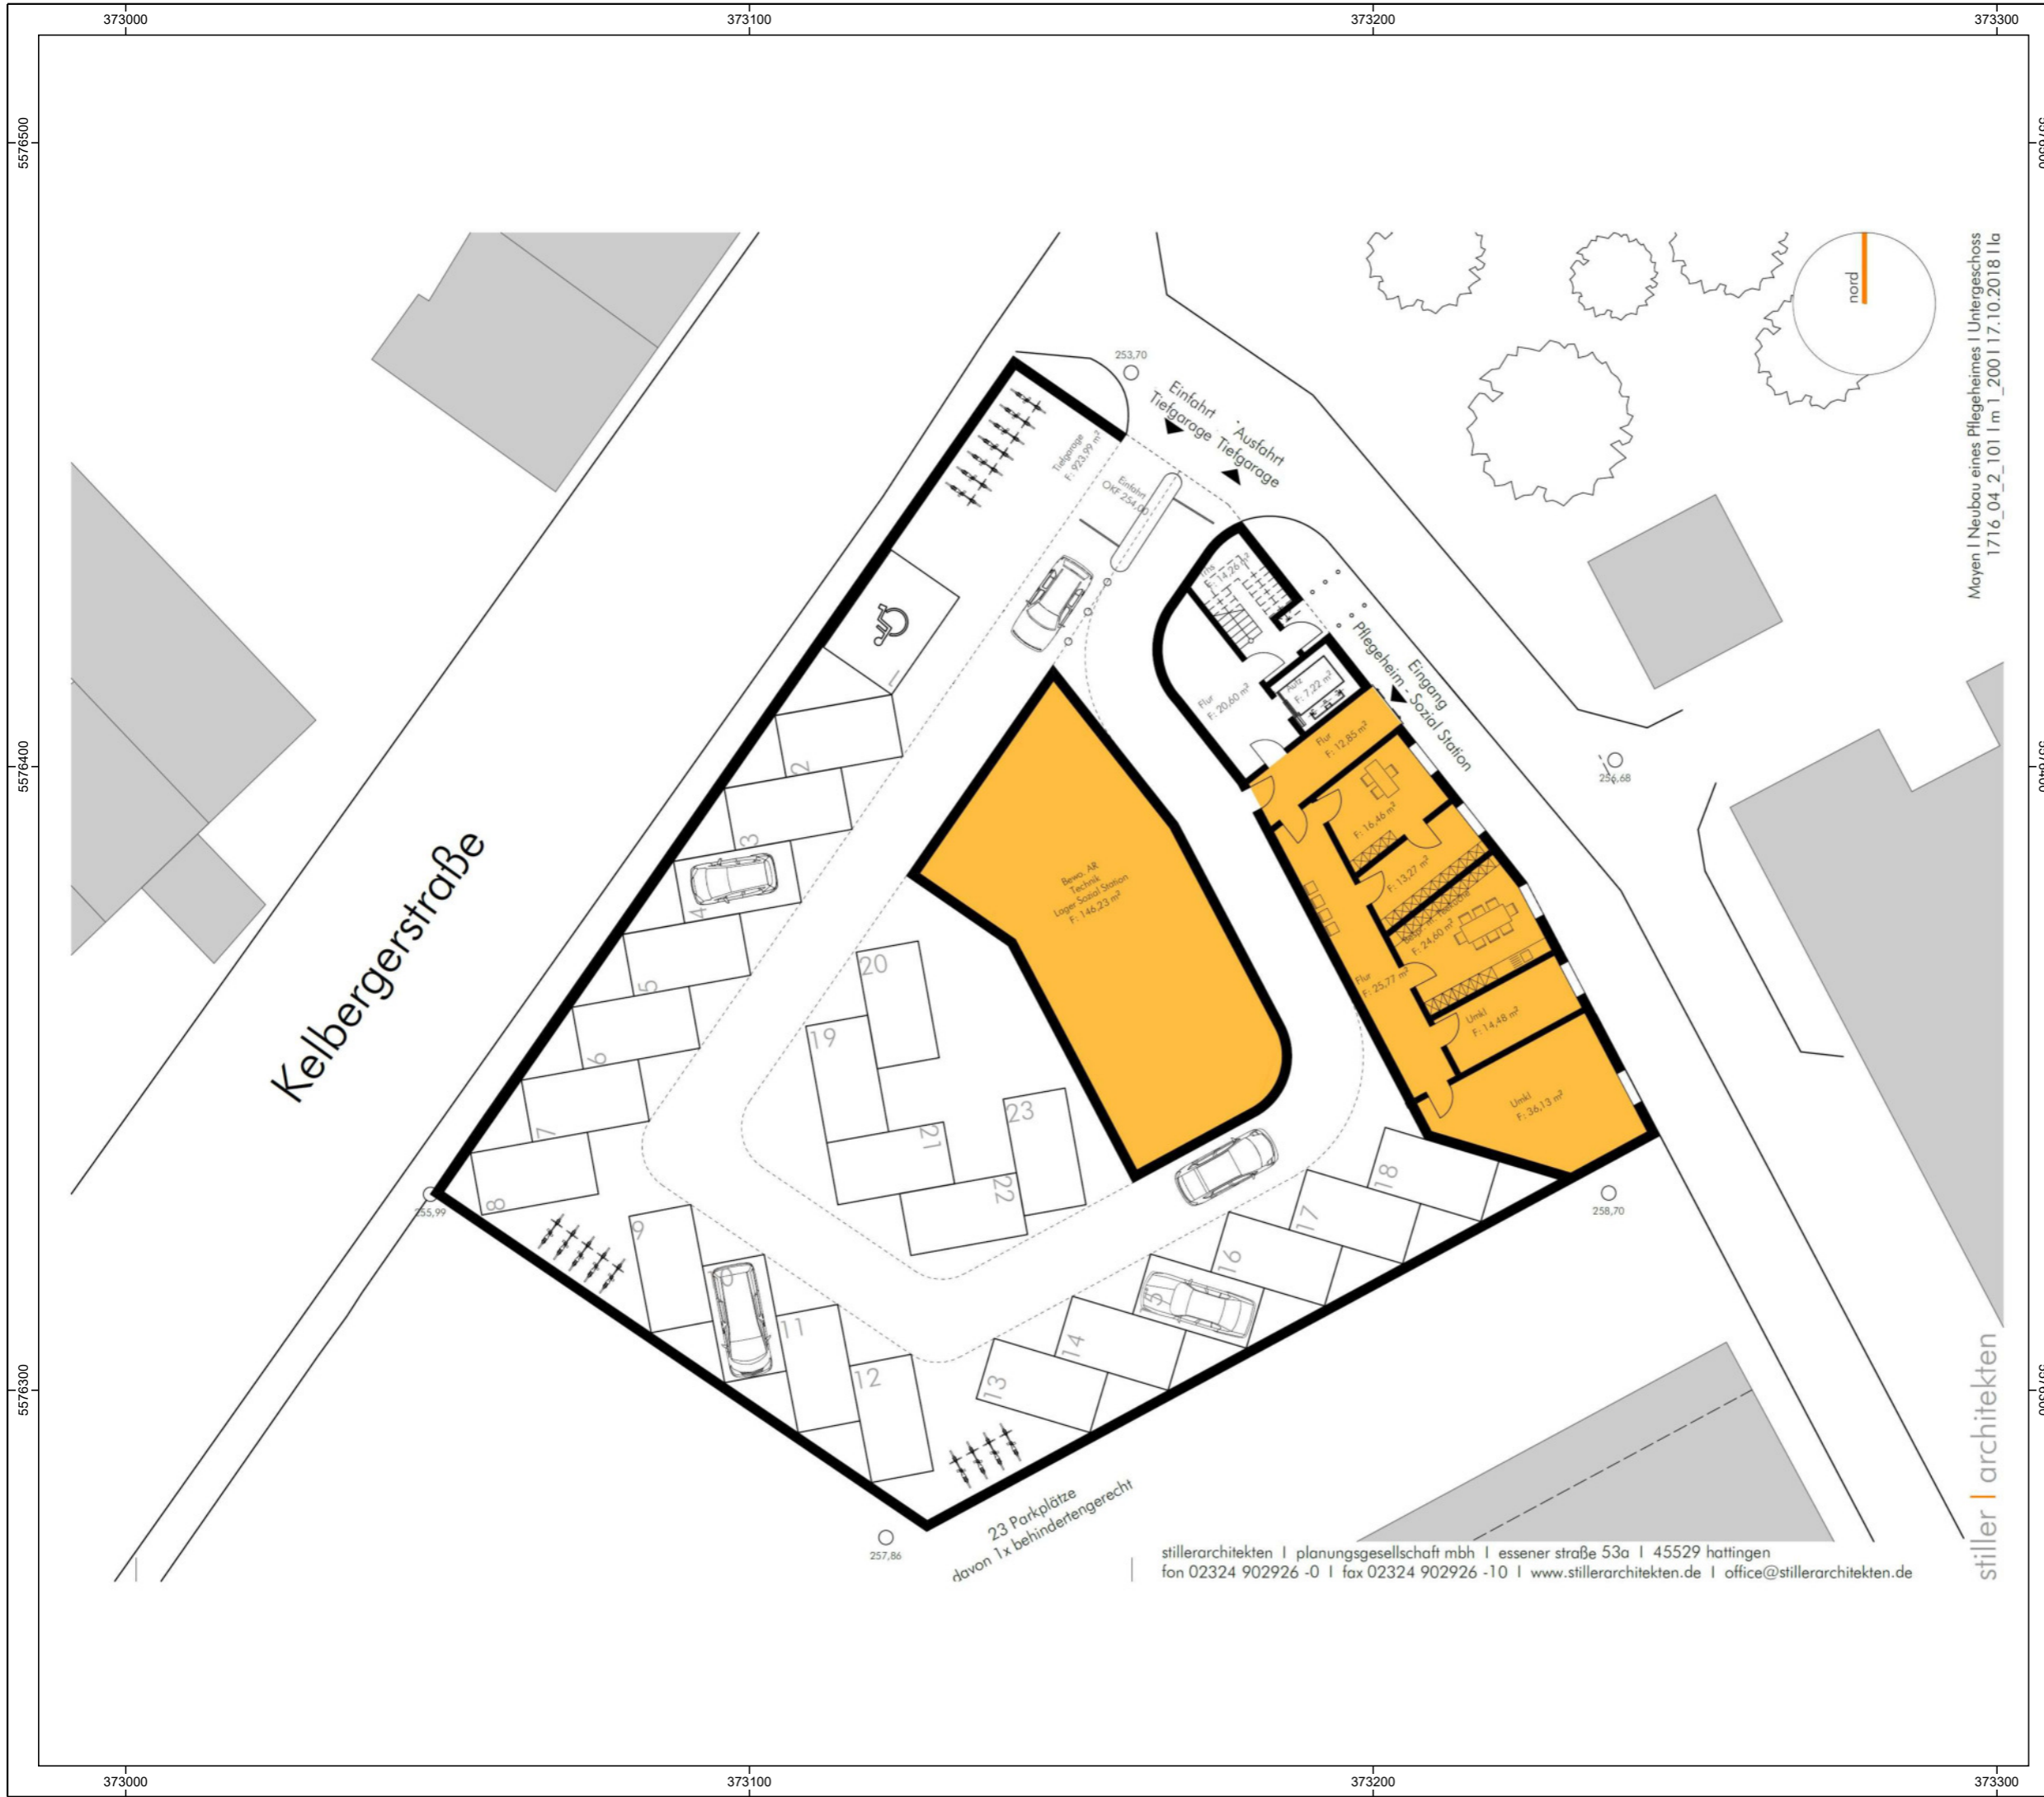 373000
373100
373200
373300
5576500
5576400
5576300
nord
Mayen I Neubau eines Pflegeheimes I Untergeschoss
1716_04_2_101 I m 1_200 I 17.10.2018 I la
253,70
Einfahrt
Tiefgarage
Ausfahrt
Tiefgarage
Tiefgarage
F: 923,99 m²
Einfahrt
OKF 254,00
F: 14,26 m²
Flur
F: 20,60 m²
F: 7,22 m²
Eingang
Pflegeheim - Sozial Station
Flur
F: 12,85 m²
F: 16,46 m²
F: 13,27 m²
F: 24,60 m²
Flur
F: 25,77 m²
Umkl
F: 14,48 m²
Umkl
F: 36,13 m²
256,68
Bewo. AR
Technik
Lager Sozial Station
F: 146,23 m²
Kelbergerstraße
1
2
3
4
5
6
7
8
9
10
11
12
13
14
15
16
17
18
19
20
21
22
23
255,99
258,70
257,86
23 Parkplätze
davon 1x behindertengerecht
stiller I architekten
stillerarchitekten I planungsgesellschaft mbh I essener straße 53a I 45529 hattingen
fon 02324 902926 -0 I fax 02324 902926 -10 I www.stillerarchitekten.de I office@stillerarchitekten.de
373000
373100
373200
373300